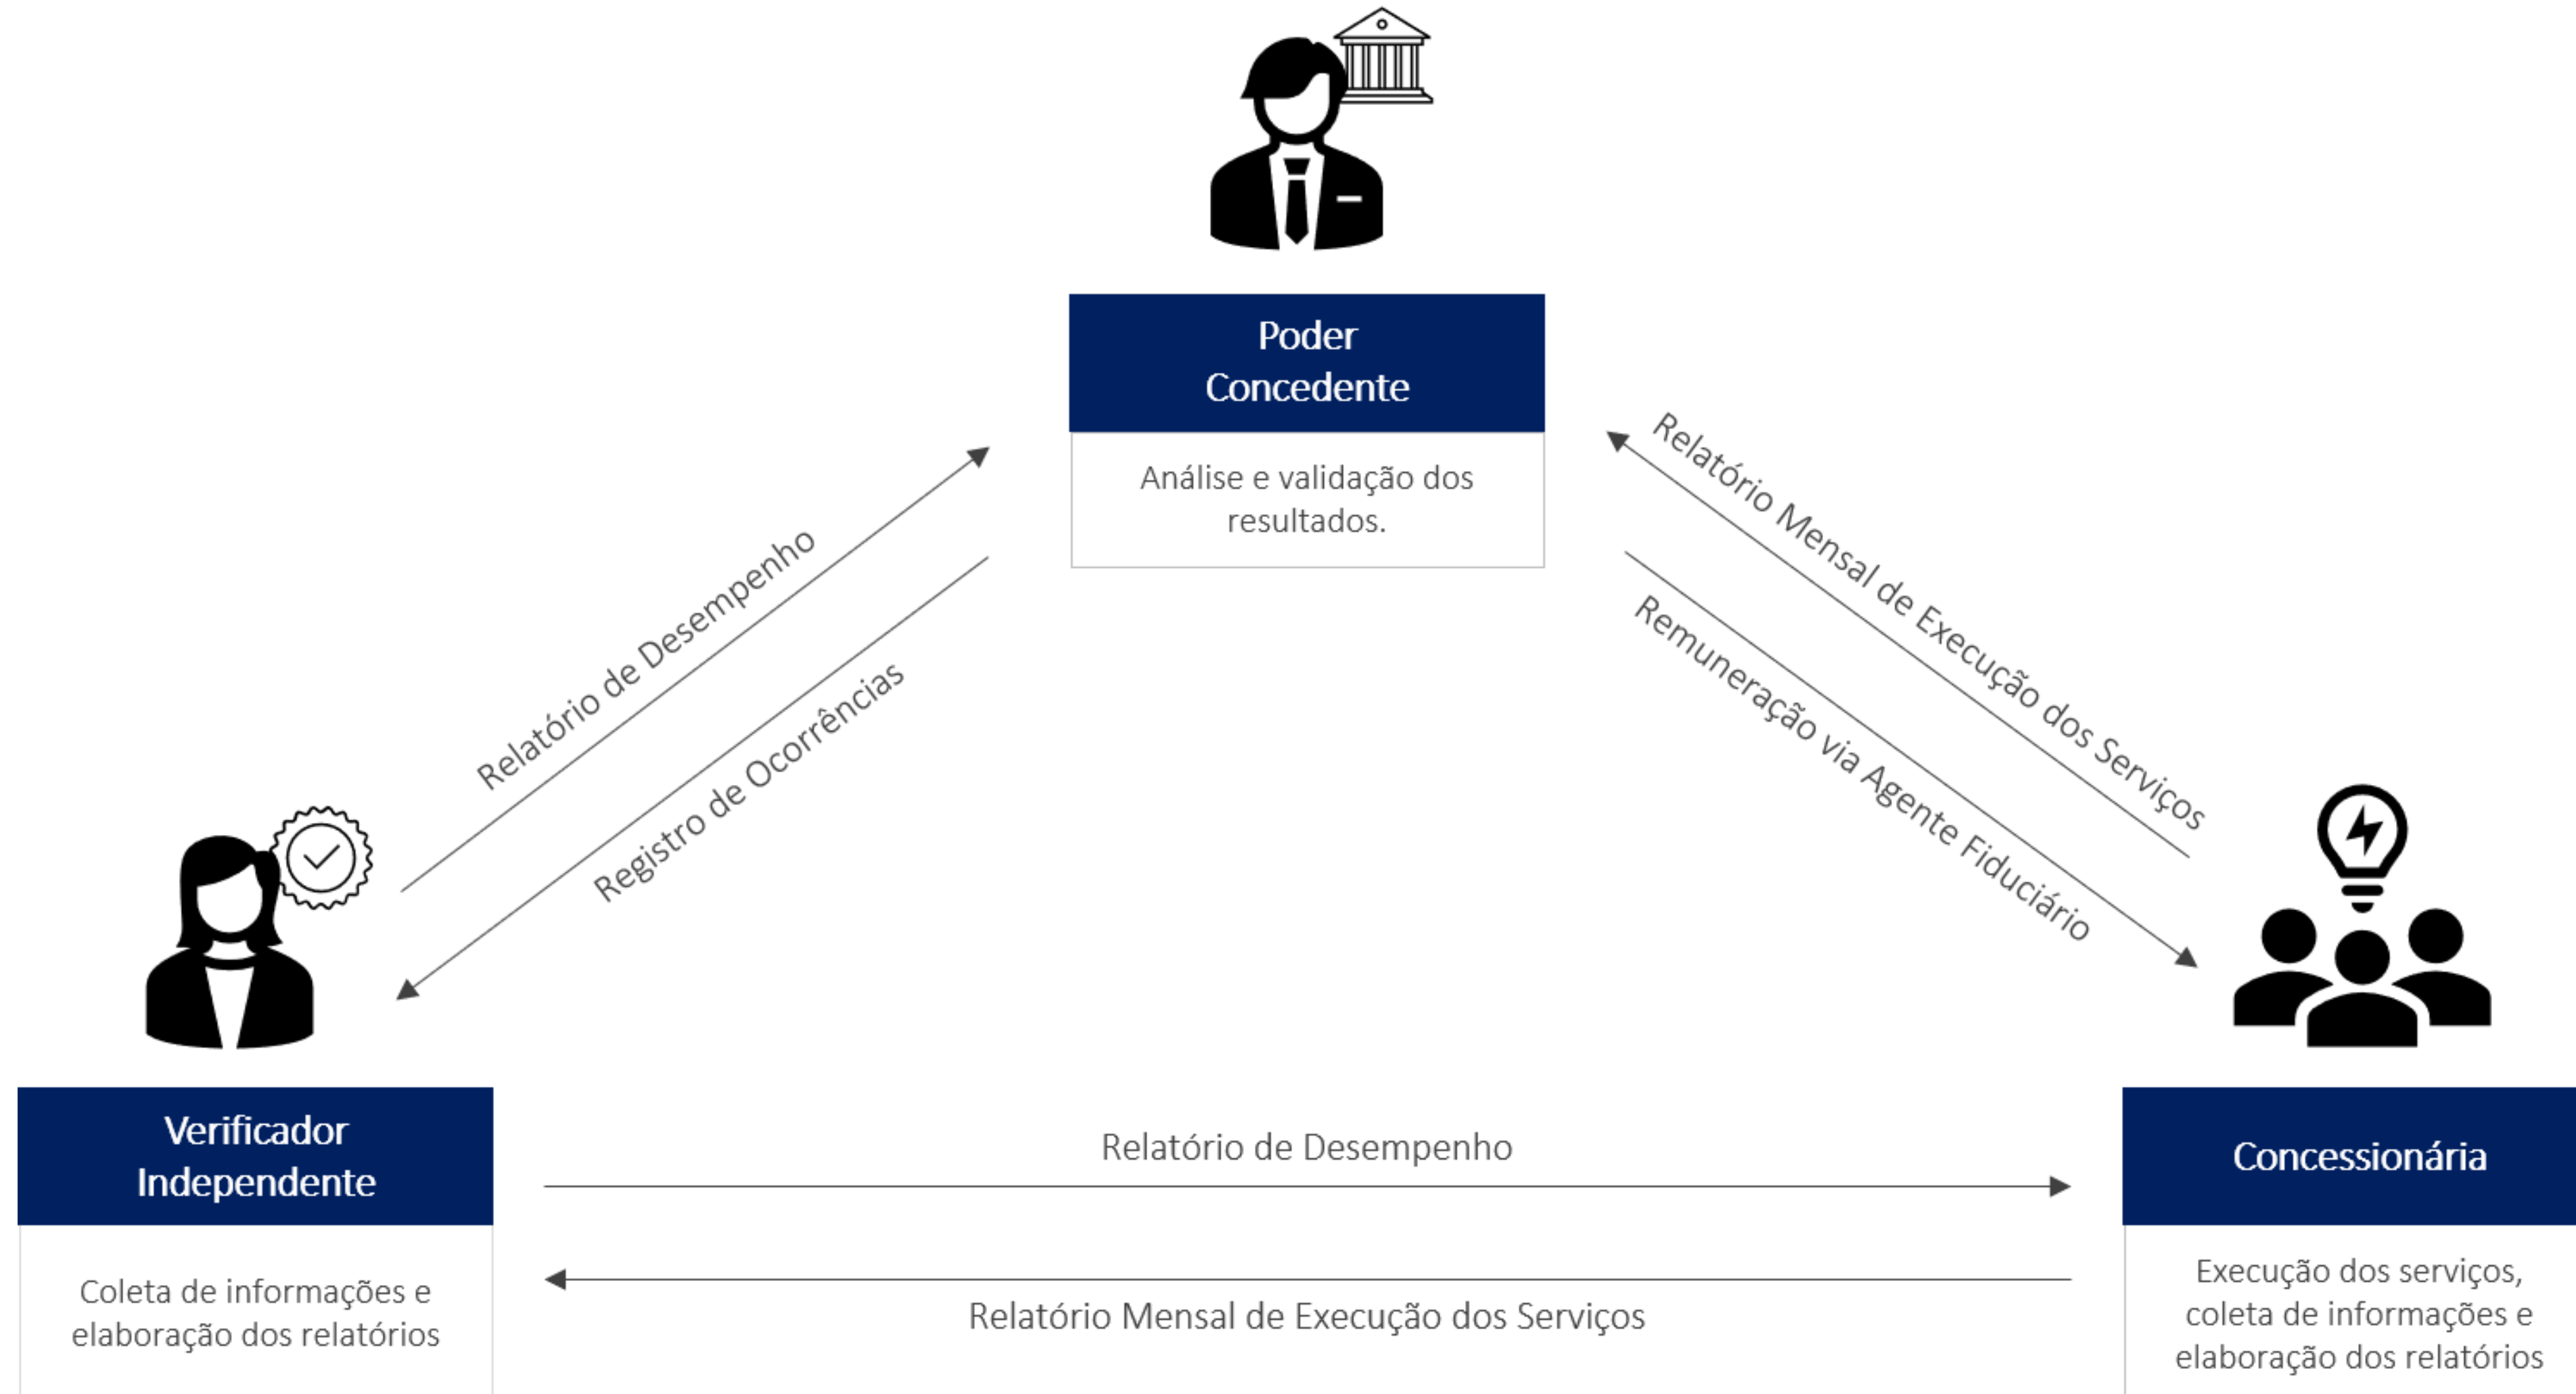 Poder
Concedente
Análise e validação dos
resultados.
Relatório de Desempenho
Registro de Ocorrências
Relatório Mensal de Execução dos Serviços
Remuneração via Agente Fiduciário
Verificador
Independente
Coleta de informações e
elaboração dos relatórios
Relatório de Desempenho
Relatório Mensal de Execução dos Serviços
Concessionária
Execução dos serviços,
coleta de informações e
elaboração dos relatórios